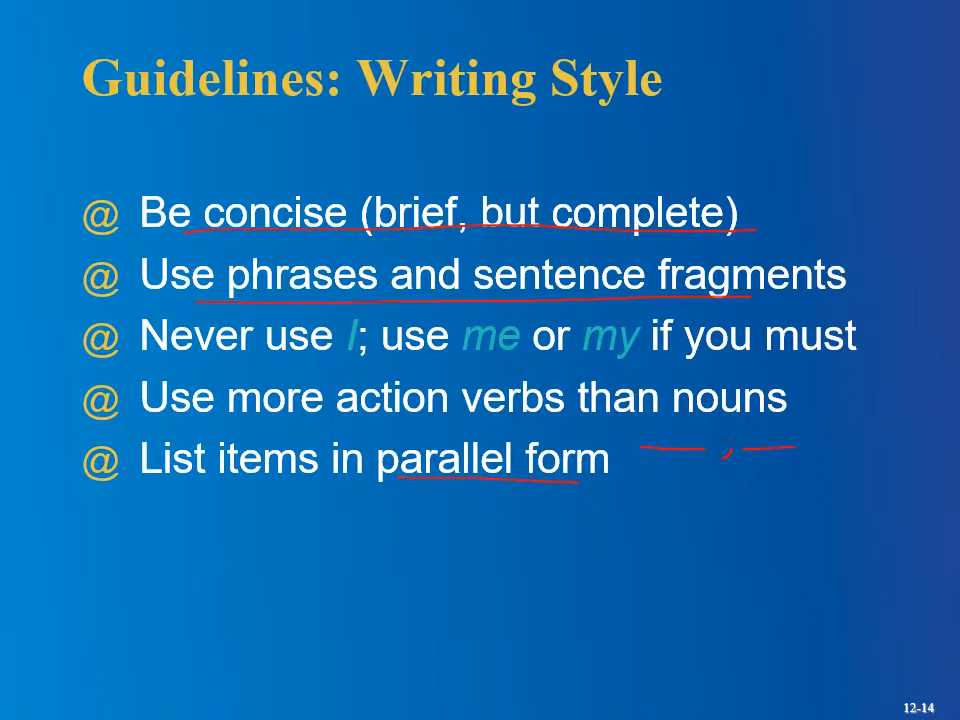 Guidelines: Writing Style
@ Be concise (brief, but complete)
@ Use phrases and sentence fragments
@ Never use I; use me or my if you must
@ Use more action verbs than nouns
@ List items in parallel form
12-14